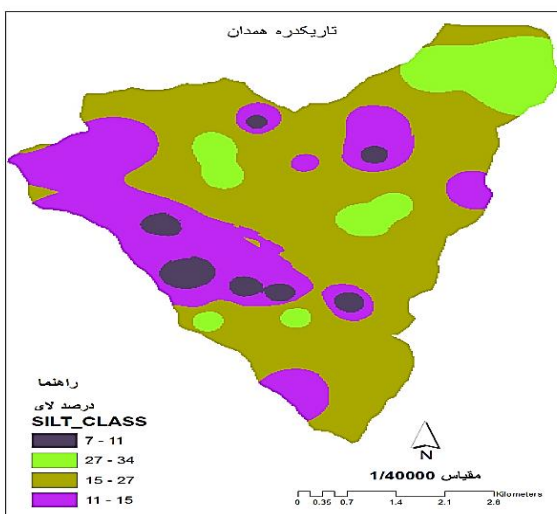 تاریکدره همدان
راهنما
درصد لای
SILT_CLASS
7 - 11
27 - 34
15 - 27
11 - 15
N
مقیاس 1/40000
Kilometers
0 0.35 0.7 1.4 2.1 2.8